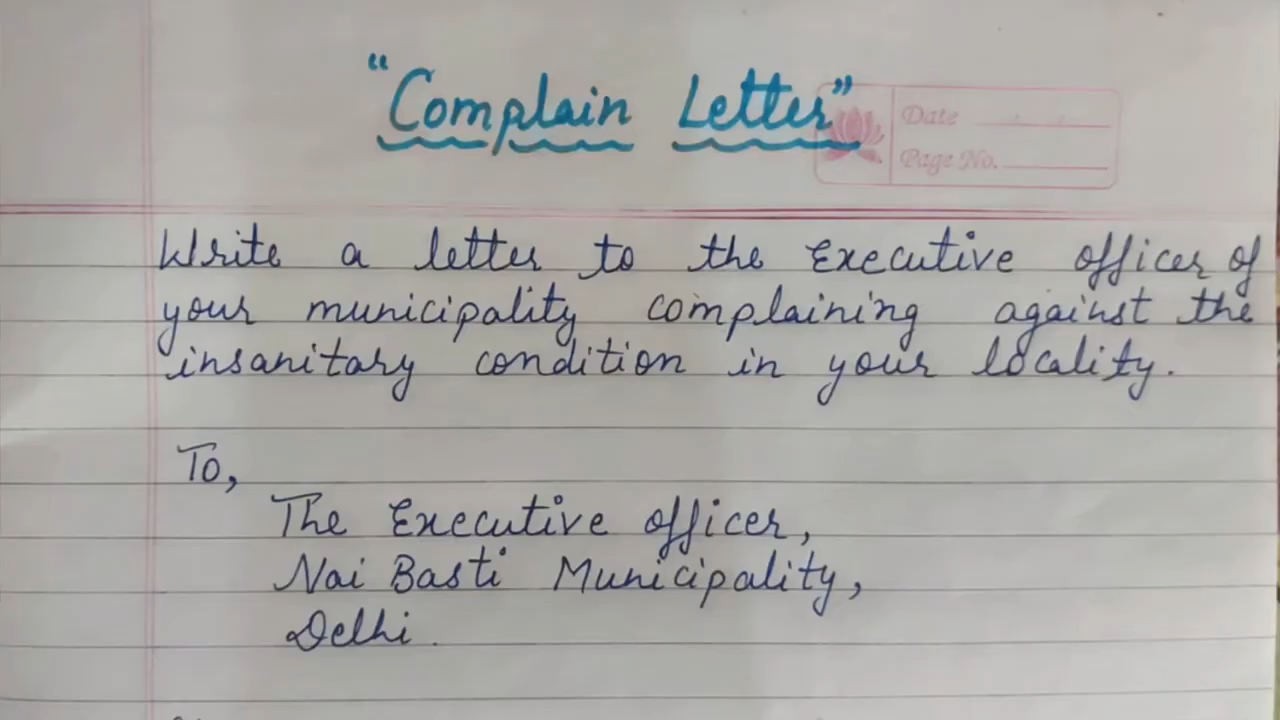 "Complain Letter"
Date
Page No.
Write a letter to the Executive officer of
your municipality complaining against the
insanitary condition in your locality.
To,
The Executive officer,
Nai Basti Municipality,
Delhi.